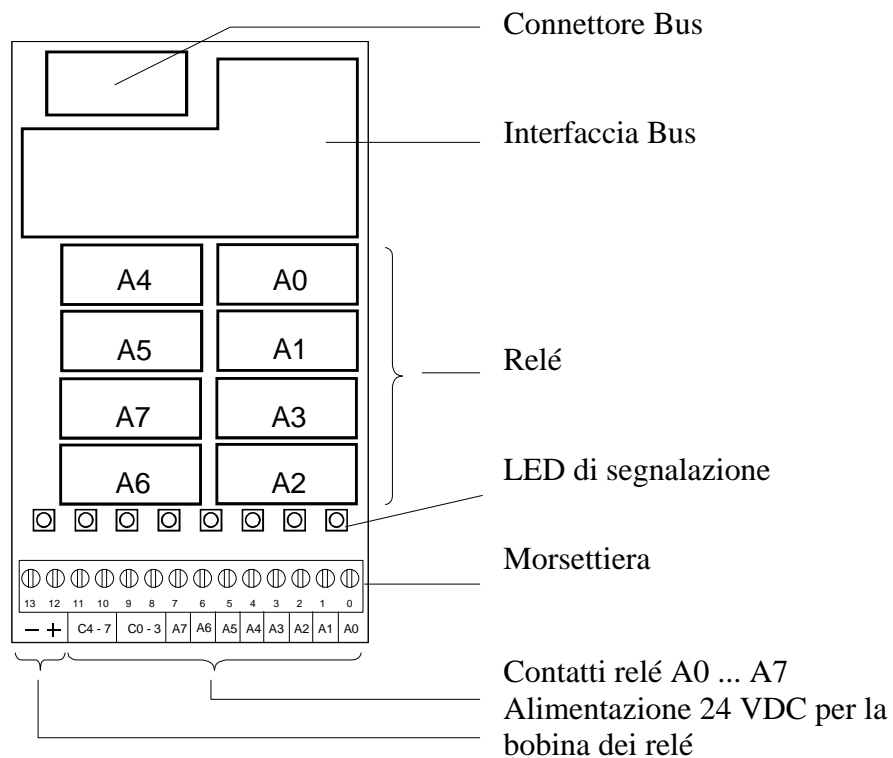 Connettore Bus
Interfaccia Bus
A4 A0
A5 A1
Relé
A7 A3
A6 A2
LED di segnalazione
Morsettiera
13 12 11 10 9 8 7 6 5 4 3 2 1 0
− + C4 - 7 C0 - 3 A7 A6 A5 A4 A3 A2 A1 A0
Contatti relé A0 ... A7
Alimentazione 24 VDC per la
bobina dei relé